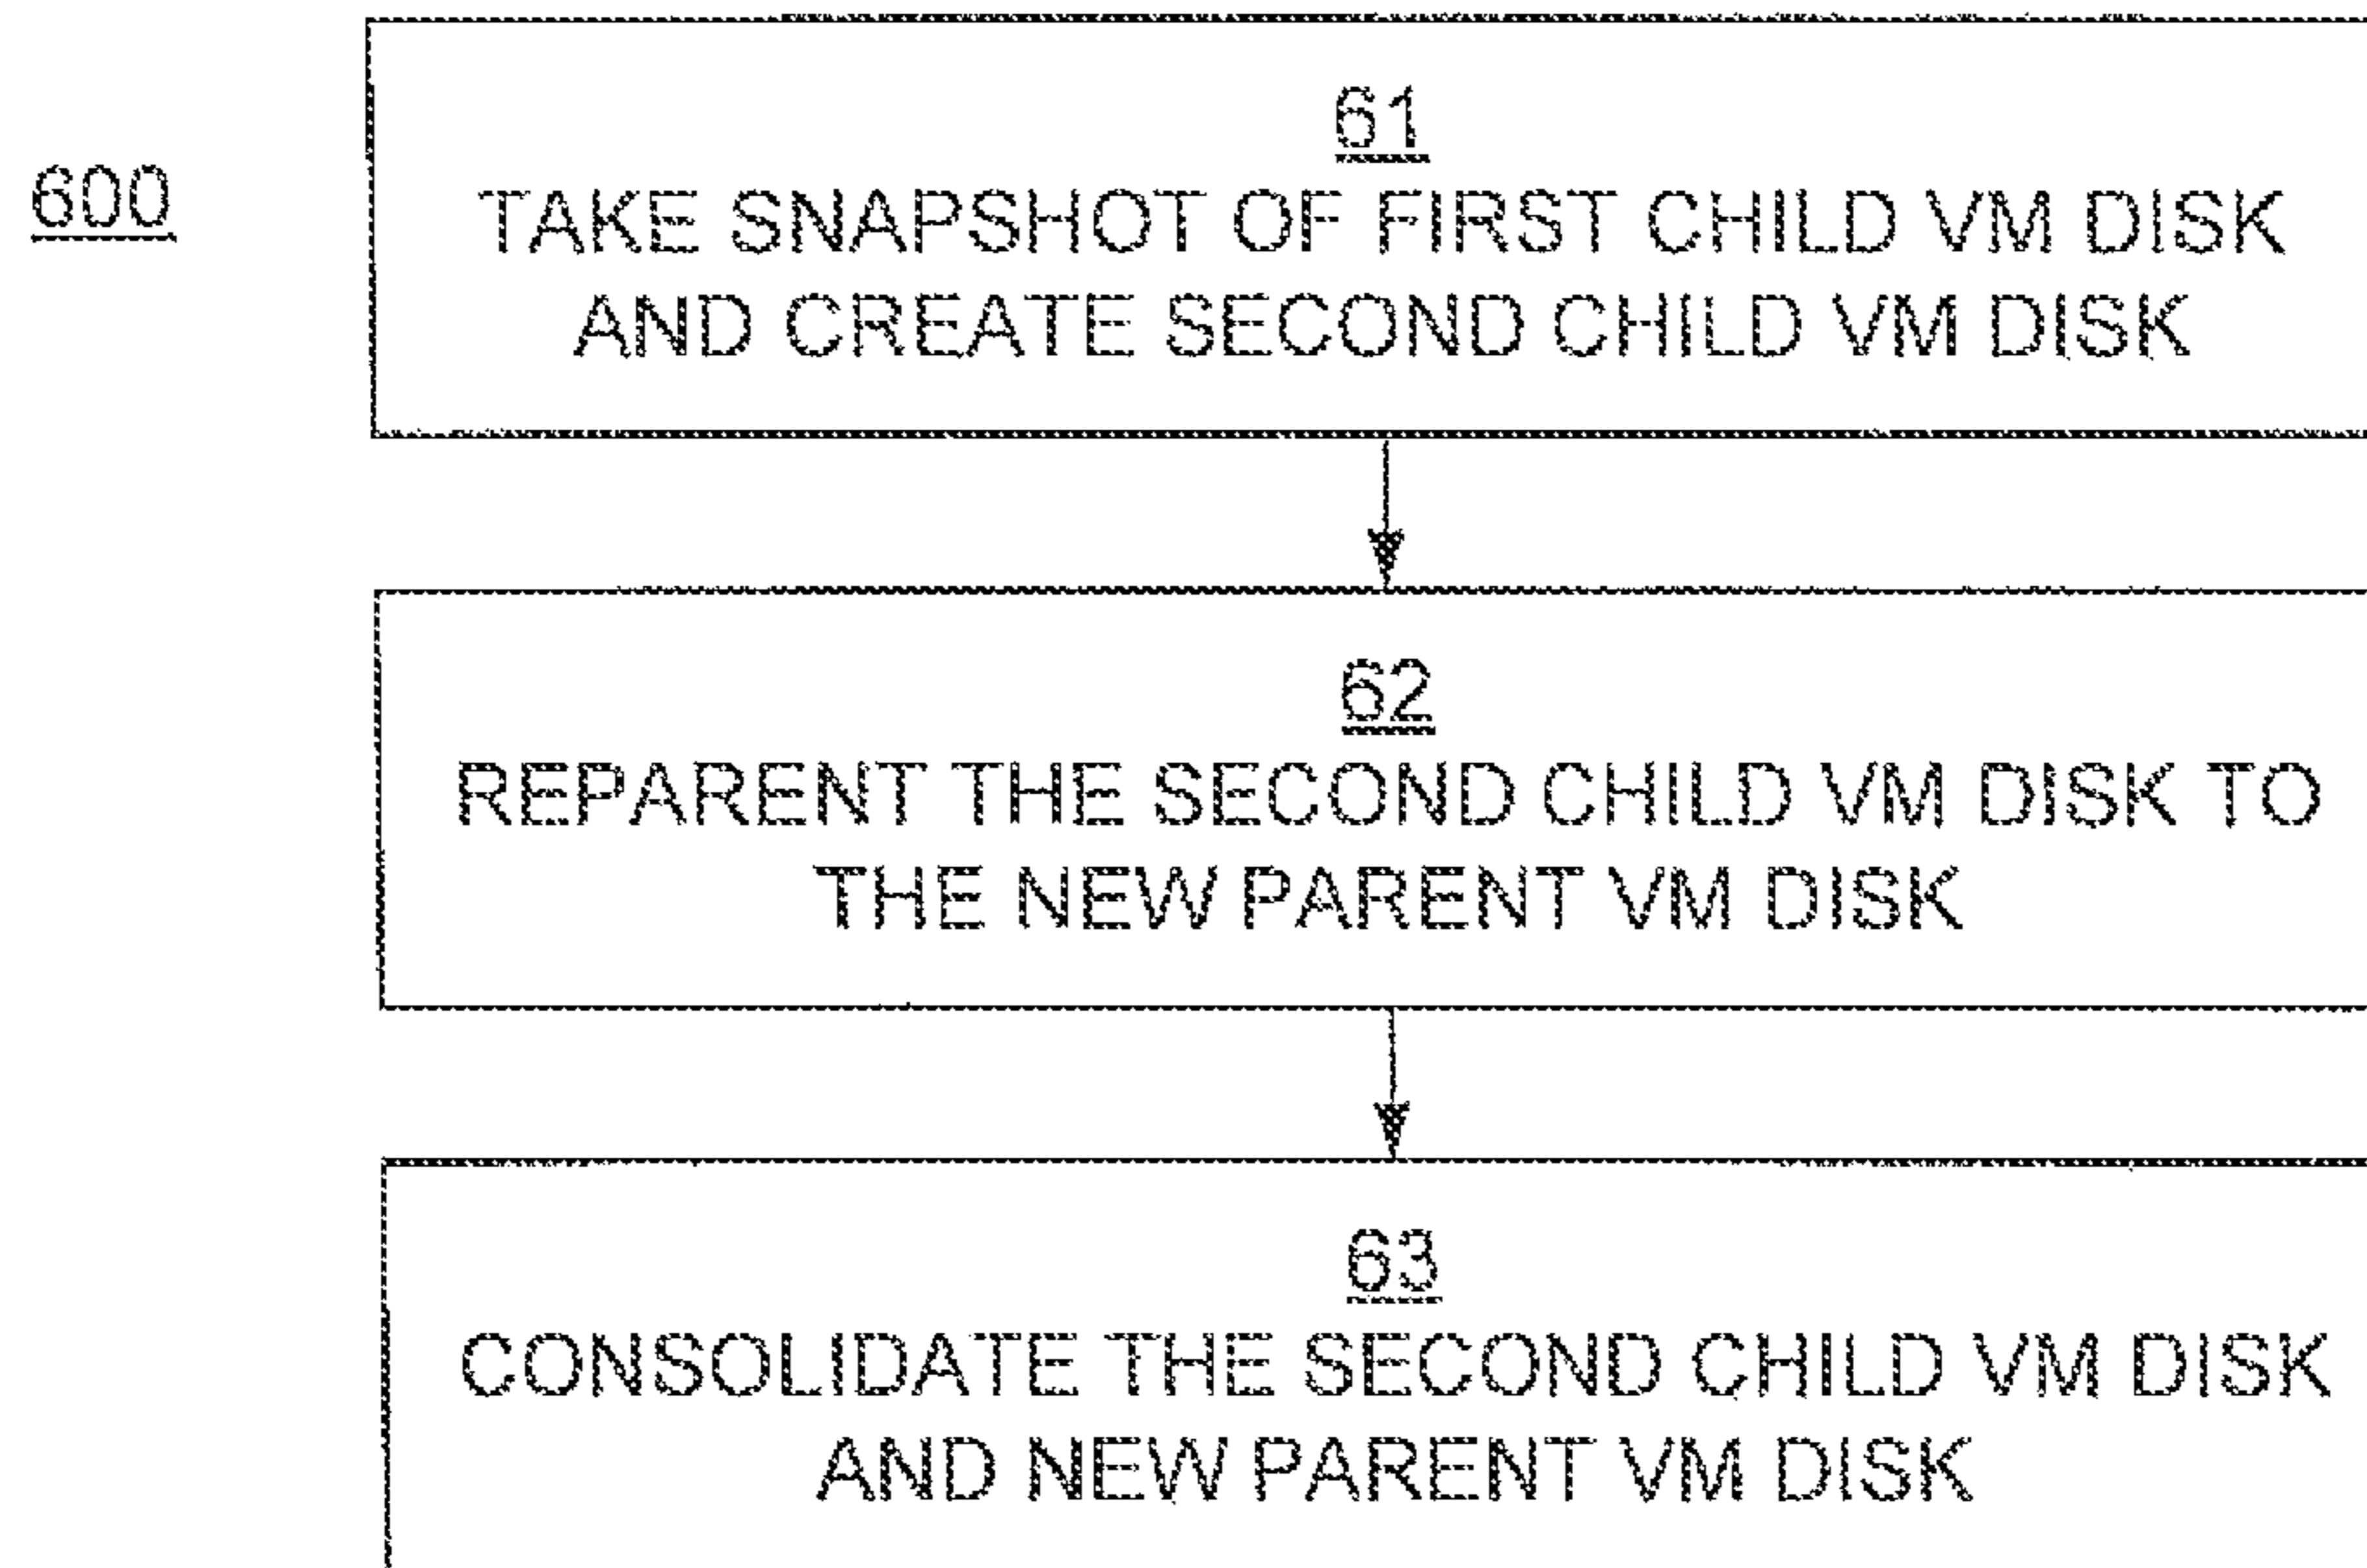 600
61
TAKE SNAPSHOT OF FIRST CHILD VM DISK
AND CREATE SECOND CHILD VM DISK
62
REPARENT THE SECOND CHILD VM DISK TO
THE NEW PARENT VM DISK
63
CONSOLIDATE THE SECOND CHILD VM DISK
AND NEW PARENT VM DISK